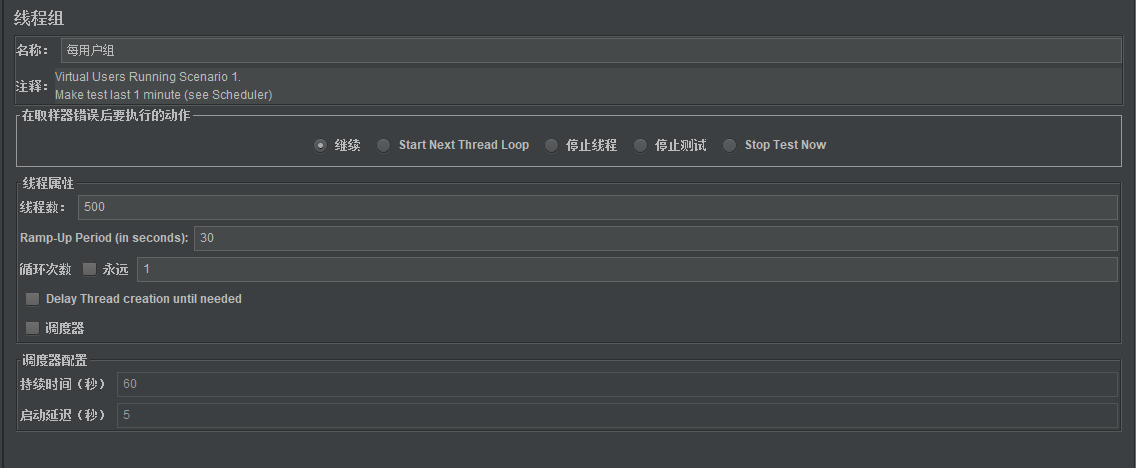 线程组
名称： 每用户组
注释： Virtual Users Running Scenario 1.
Make test last 1 minute (see Scheduler)
在取样器错误后要执行的动作
继续 Start Next Thread Loop 停止线程 停止测试 Stop Test Now
线程属性
线程数： 500
Ramp-Up Period (in seconds): 30
循环次数 永远 1
Delay Thread creation until needed
调度器
调度器配置
持续时间（秒） 60
启动延迟（秒） 5